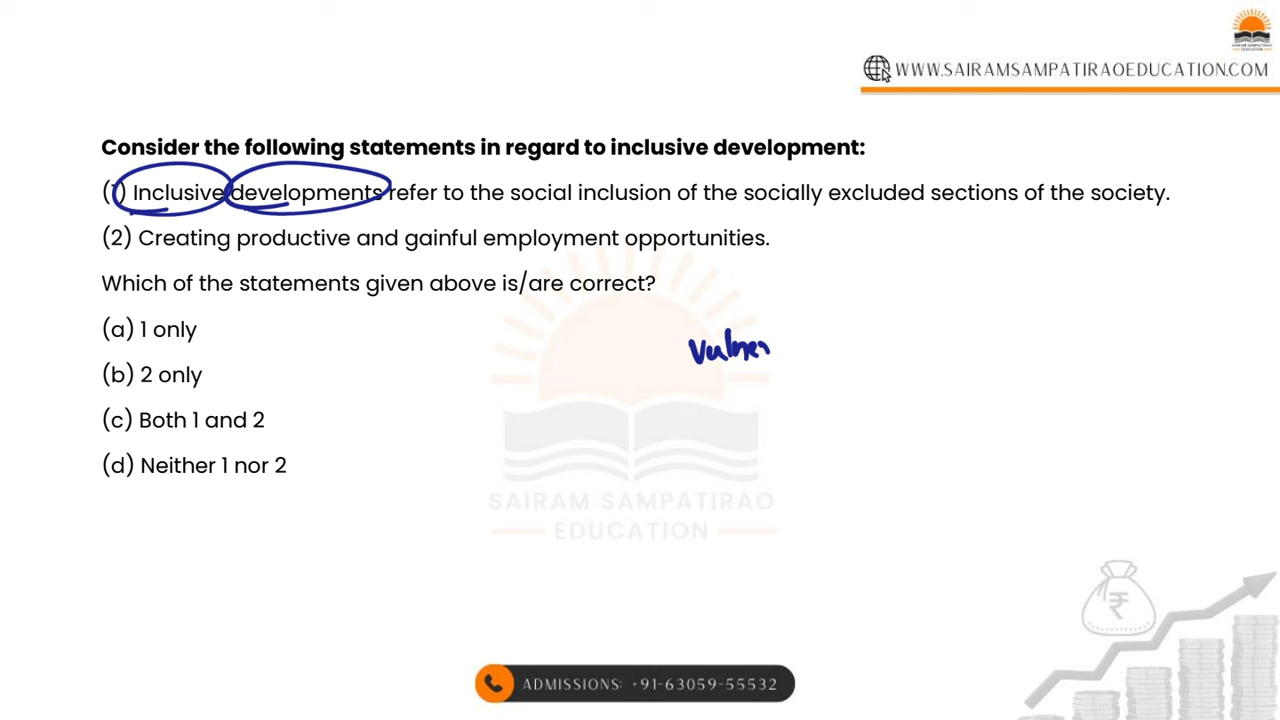 WWW.SAIRAMSAMPATIRAOEDUCATION.COM
Consider the following statements in regard to inclusive development:
(1) Inclusive developments refer to the social inclusion of the socially excluded sections of the society.
(2) Creating productive and gainful employment opportunities.
Which of the statements given above is/are correct?
(a) 1 only
Vulner
(b) 2 only
(c) Both 1 and 2
(d) Neither 1 nor 2
SAIRAM SAMPATIRAO
EDUCATION
ADMISSIONS: +91-63059-55532